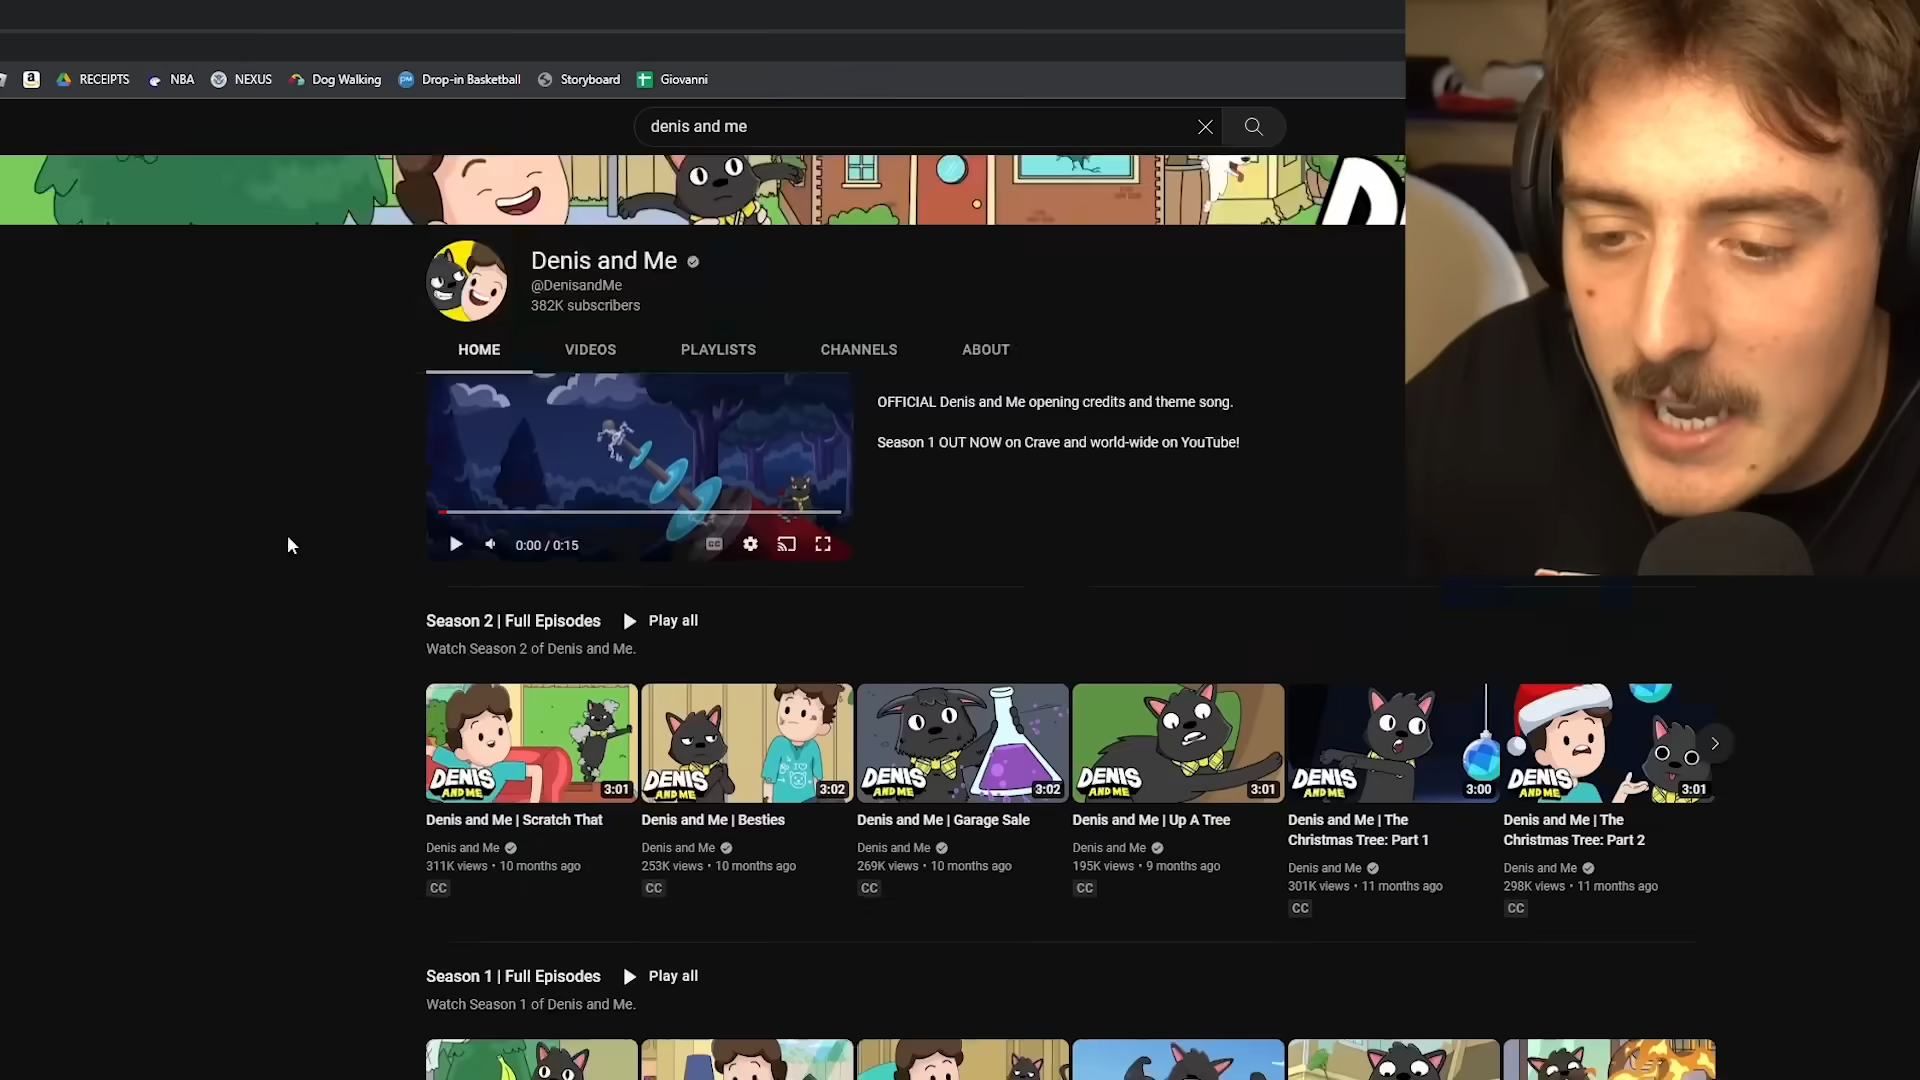 RECEIPTS NBA NEXUS Dog Walking Drop-in Basketball Storyboard Giovanni
denis and me
Denis and Me
@DenisandMe
382K subscribers
HOME VIDEOS PLAYLISTS CHANNELS ABOUT
OFFICIAL Denis and Me opening credits and theme song.
Season 1 OUT NOW on Crave and world-wide on YouTube!
0:00 / 0:15
CC
Season 2 | Full Episodes Play all
Watch Season 2 of Denis and Me.
DENIS AND ME 3:01
DENIS AND ME 3:02
DENIS AND ME 3:02
DENIS AND ME 3:01
DENIS AND ME 3:00
DENIS AND ME 3:01
Denis and Me | Scratch That
Denis and Me
311K views • 10 months ago
CC
Denis and Me | Besties
Denis and Me
253K views • 10 months ago
CC
Denis and Me | Garage Sale
Denis and Me
269K views • 10 months ago
CC
Denis and Me | Up A Tree
Denis and Me
195K views • 9 months ago
CC
Denis and Me | The
Christmas Tree: Part 1
Denis and Me
301K views • 11 months ago
CC
Denis and Me | The
Christmas Tree: Part 2
Denis and Me
298K views • 11 months ago
CC
Season 1 | Full Episodes Play all
Watch Season 1 of Denis and Me.